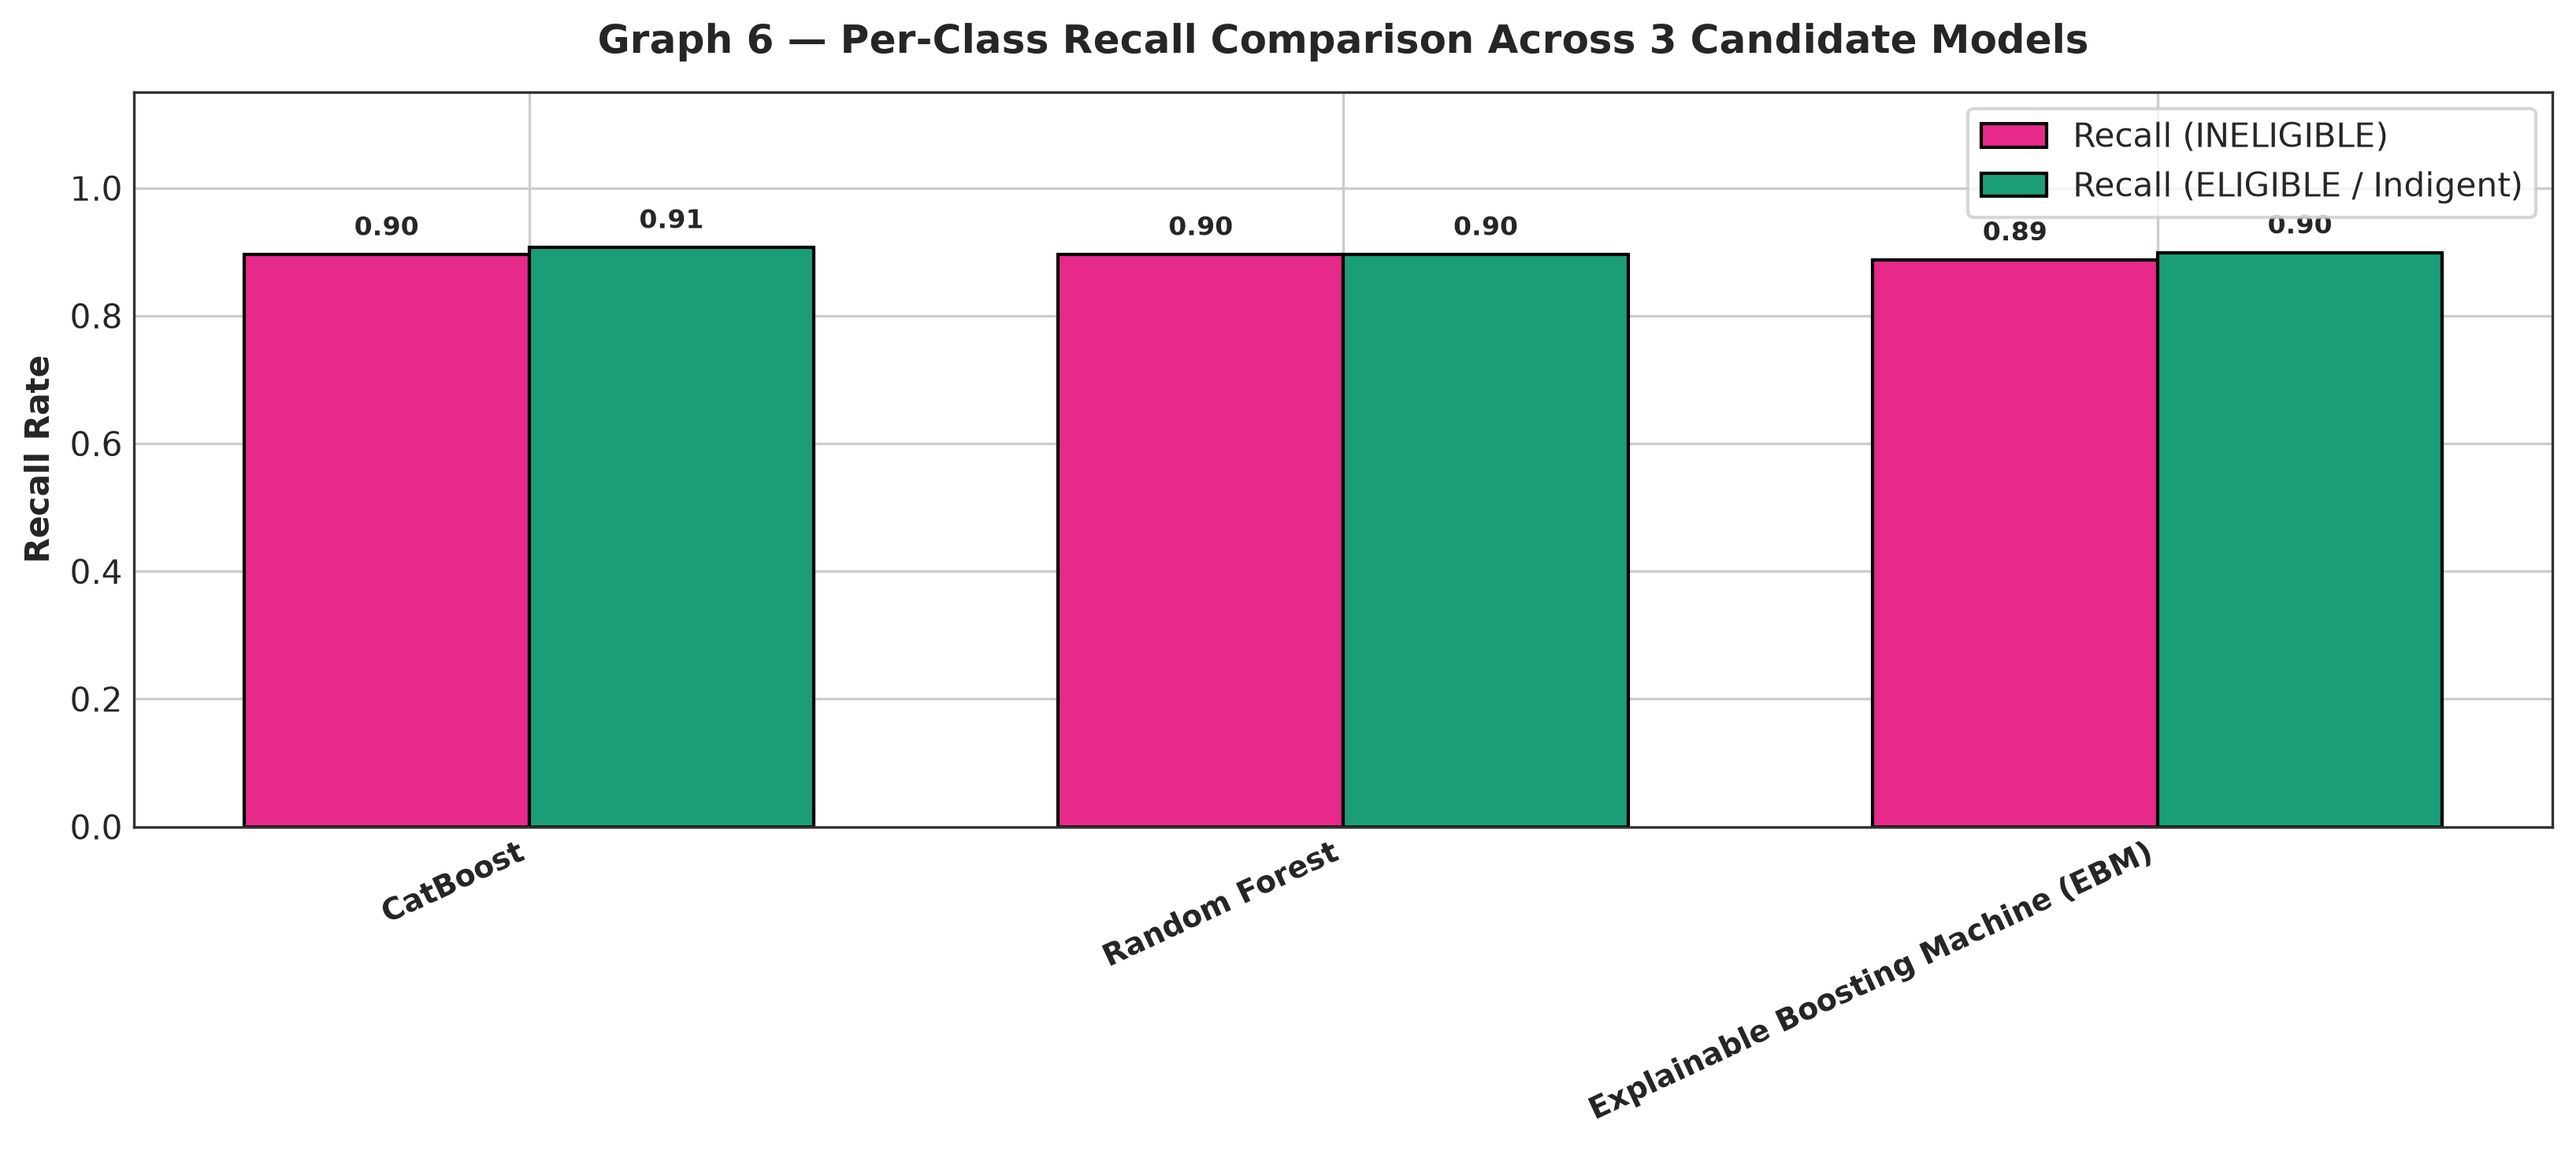 Graph 6 — Per-Class Recall Comparison Across 3 Candidate Models
Recall (INELIGIBLE)
Recall (ELIGIBLE / Indigent)
Recall Rate
1.0
0.8
0.6
0.4
0.2
0.0
0.90
0.91
0.90
0.90
0.89
0.90
CatBoost
Random Forest
Explainable Boosting Machine (EBM)